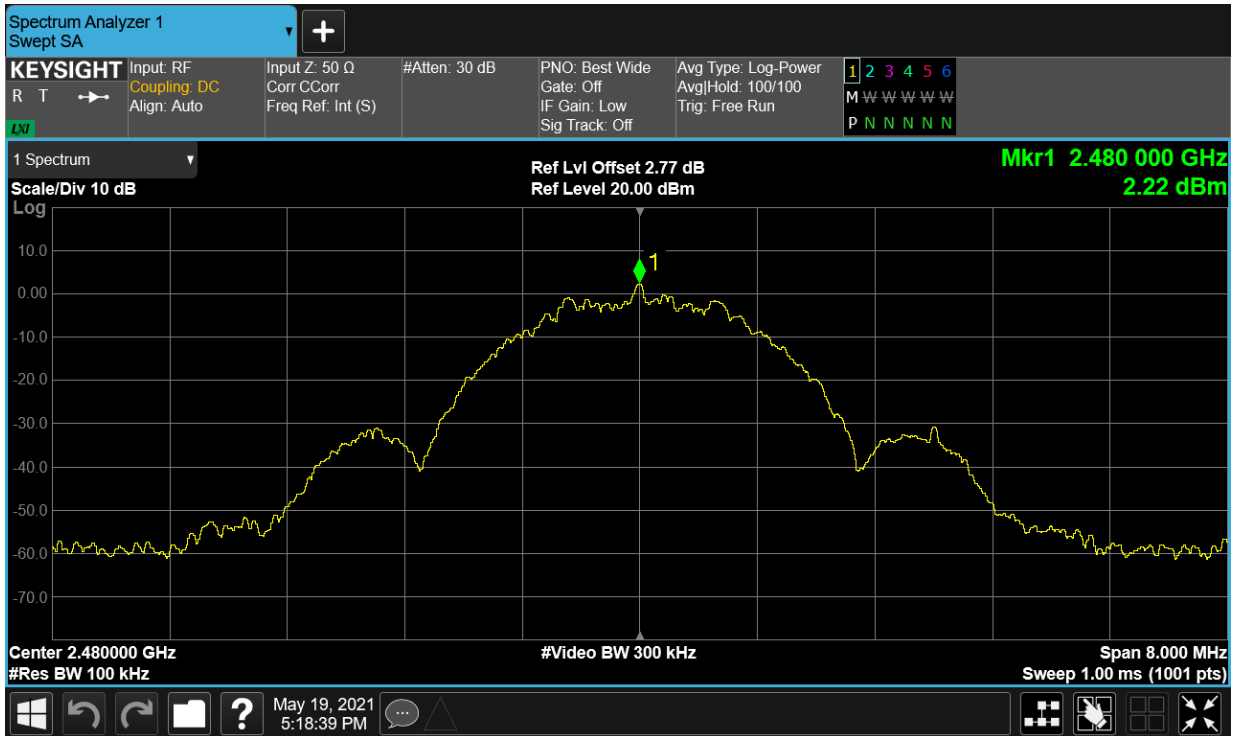 Spectrum Analyzer 1
Swept SA
KEYSIGHT
R T
LXI
Input: RF
Coupling: DC
Align: Auto
Input Z: 50 Ω
Corr CCorr
Freq Ref: Int (S)
#Atten: 30 dB
PNO: Best Wide
Gate: Off
IF Gain: Low
Sig Track: Off
Avg Type: Log-Power
Avg|Hold: 100/100
Trig: Free Run
1 2 3 4 5 6
M W W W W W
P N N N N N
1 Spectrum
Scale/Div 10 dB
Log
Ref Lvl Offset 2.77 dB
Ref Level 20.00 dBm
Mkr1 2.480 000 GHz
2.22 dBm
1
10.0
0.00
-10.0
-20.0
-30.0
-40.0
-50.0
-60.0
-70.0
Center 2.480000 GHz
#Res BW 100 kHz
#Video BW 300 kHz
Span 8.000 MHz
Sweep 1.00 ms (1001 pts)
?
May 19, 2021
5:18:39 PM